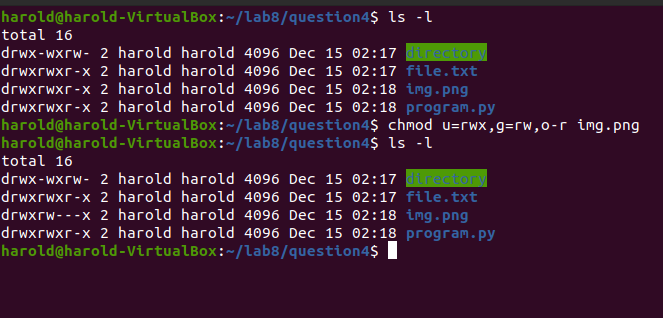 harold@harold-VirtualBox:~/lab8/question4$ ls -l
total 16
drwx-wxrw- 2 harold harold 4096 Dec 15 02:17 directory
drwxrwxr-x 2 harold harold 4096 Dec 15 02:17 file.txt
drwxrwxr-x 2 harold harold 4096 Dec 15 02:18 img.png
drwxrwxr-x 2 harold harold 4096 Dec 15 02:18 program.py
harold@harold-VirtualBox:~/lab8/question4$ chmod u=rwx,g=rw,o-r img.png
harold@harold-VirtualBox:~/lab8/question4$ ls -l
total 16
drwx-wxrw- 2 harold harold 4096 Dec 15 02:17 directory
drwxrwxr-x 2 harold harold 4096 Dec 15 02:17 file.txt
drwxrw---x 2 harold harold 4096 Dec 15 02:18 img.png
drwxrwxr-x 2 harold harold 4096 Dec 15 02:18 program.py
harold@harold-VirtualBox:~/lab8/question4$